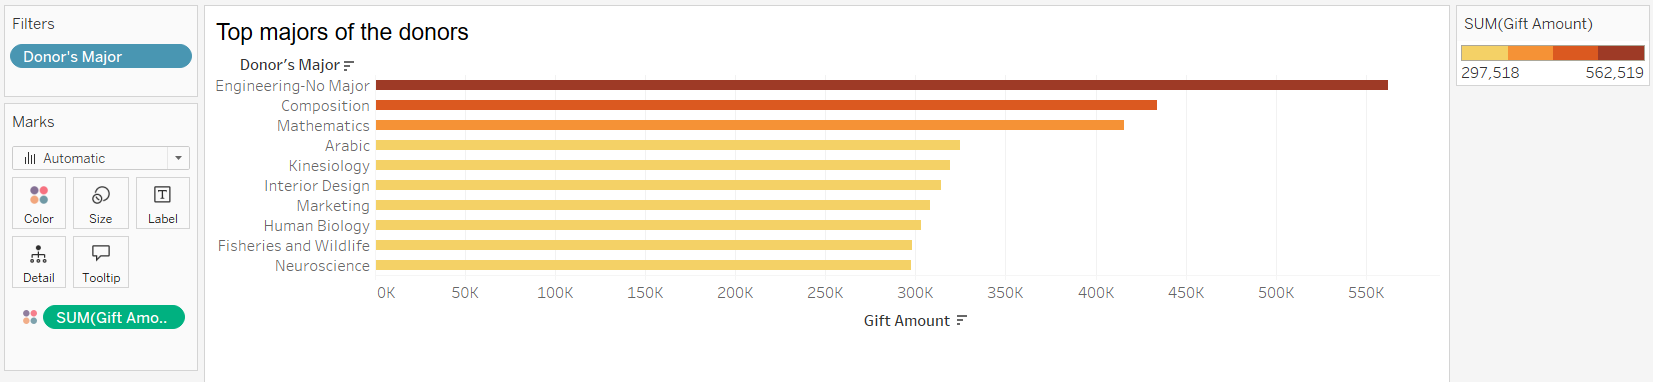 Filters
Donor's Major
Marks
Automatic
Color
Size
Label
Detail
Tooltip
SUM(Gift Amo..
Top majors of the donors
Donor's Major
Engineering-No Major
Composition
Mathematics
Arabic
Kinesiology
Interior Design
Marketing
Human Biology
Fisheries and Wildlife
Neuroscience
0K 50K 100K 150K 200K 250K 300K 350K 400K 450K 500K 550K
Gift Amount
SUM(Gift Amount)
297,518 562,519